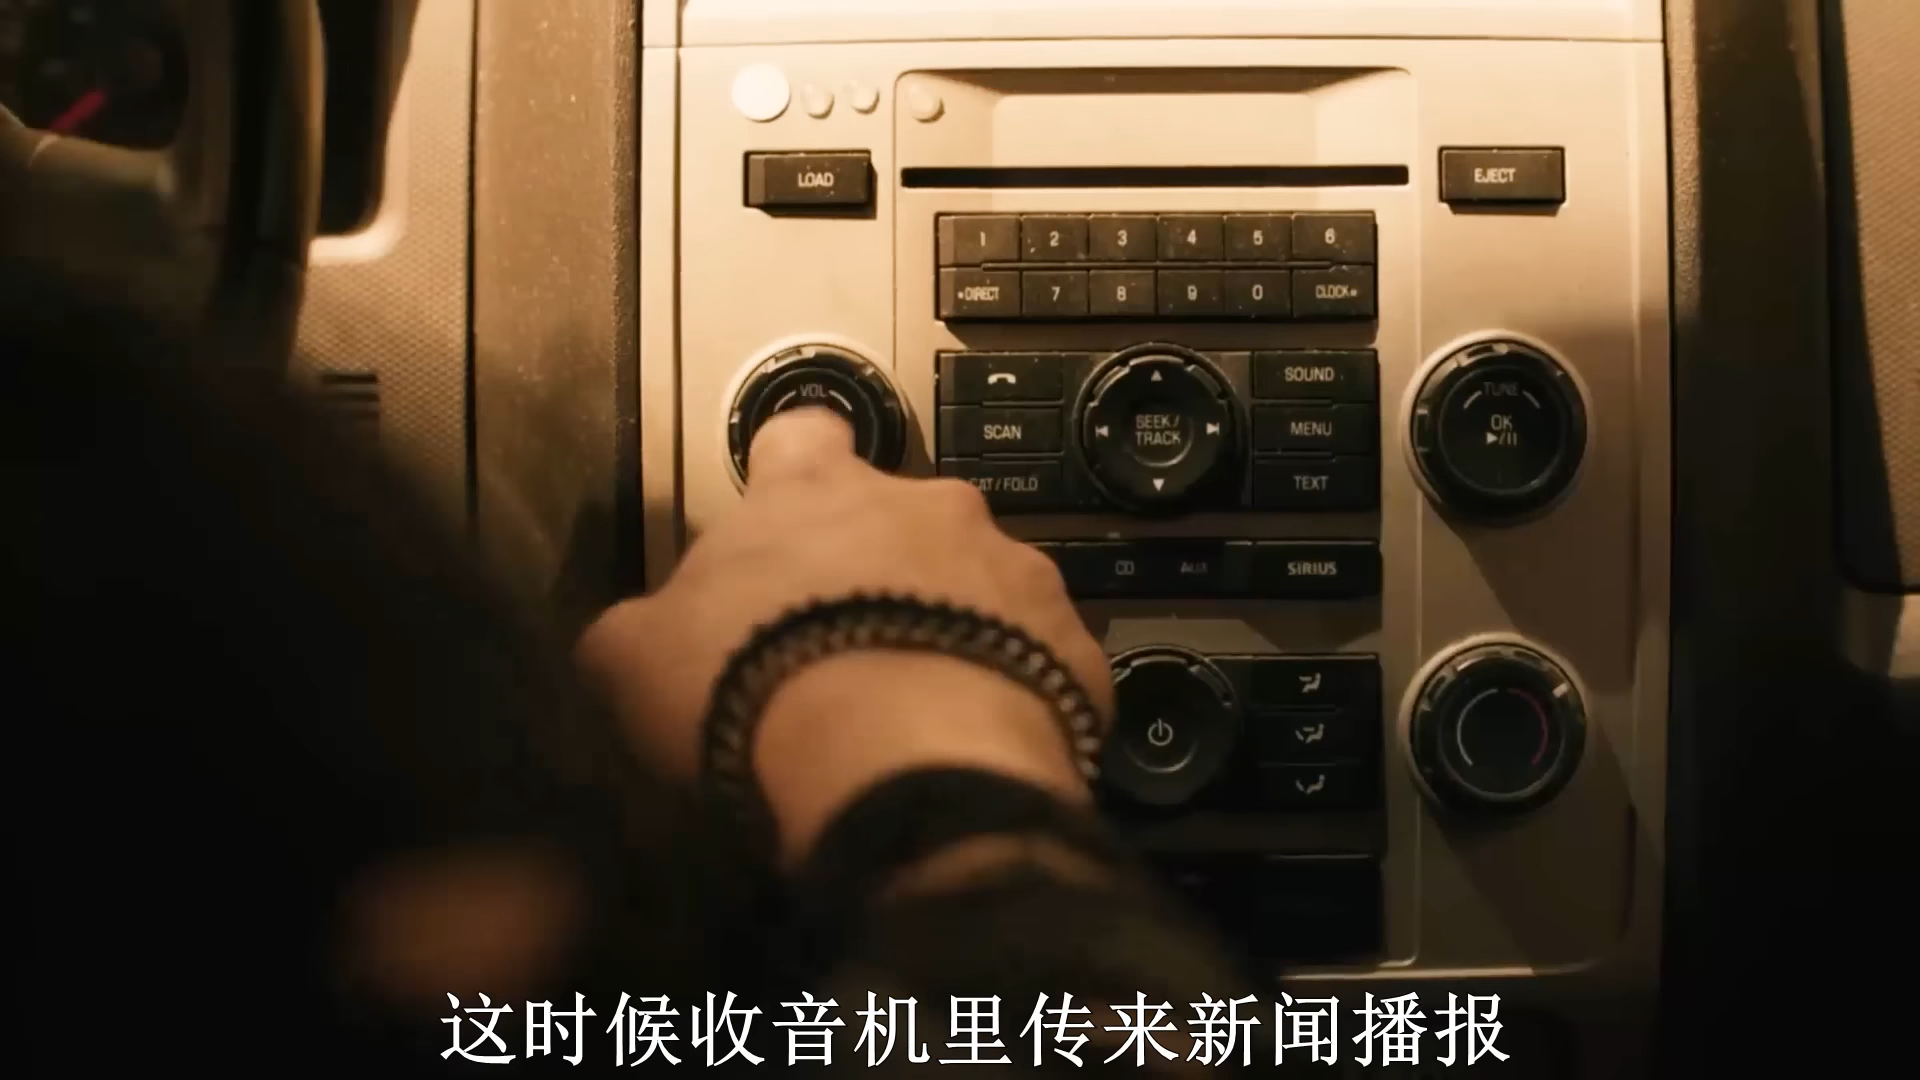 LOAD
EJECT
1 2 3 4 5 6
DIRECT 7 8 9 0 CLOCK
VOL
SOUND
TUNE
SCAN
SEEK/
TRACK
MENU
OK
CAT/FOLD
TEXT
CD AUX SIRIUS
这时候收音机里传来新闻播报